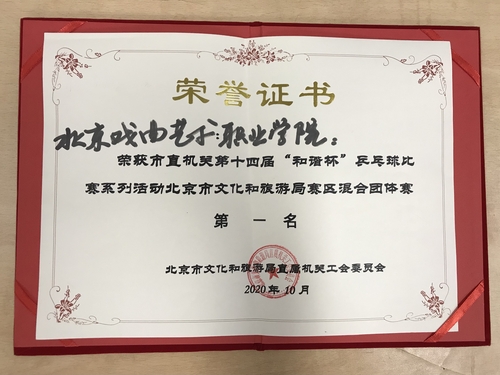 荣誉证书
北京戏曲艺术职业学院：
荣获市直机关第十四届“和谐杯”乒乓球比
赛系列活动北京市文化和旅游局赛区混合团体赛
第一名
北京市文化和旅游局直属机关工会委员会
2020年10月